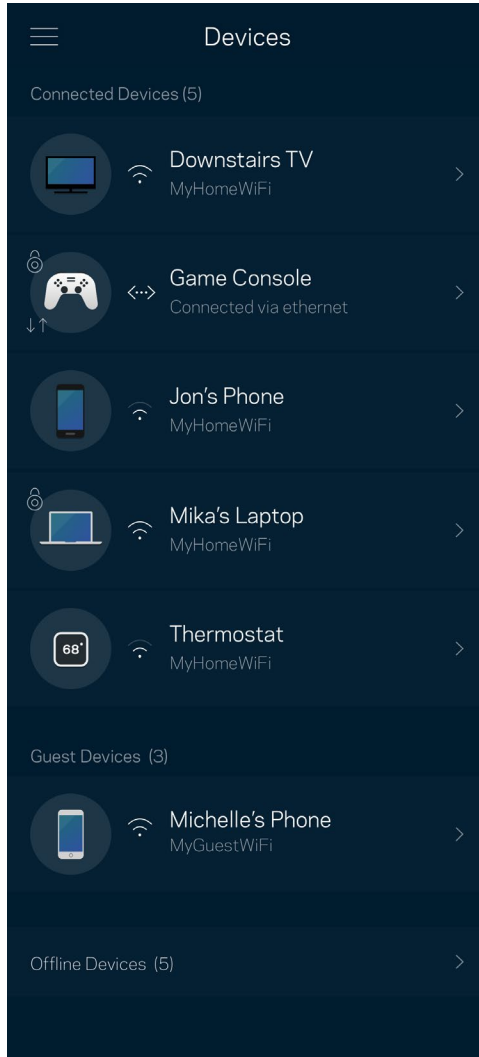 Devices
Connected Devices (5)
Downstairs TV
MyHomeWiFi
Game Console
Connected via ethernet
Jon's Phone
MyHomeWiFi
Mika's Laptop
MyHomeWiFi
68°
Thermostat
MyHomeWiFi
Guest Devices (3)
Michelle's Phone
MyGuestWiFi
Offline Devices (5)